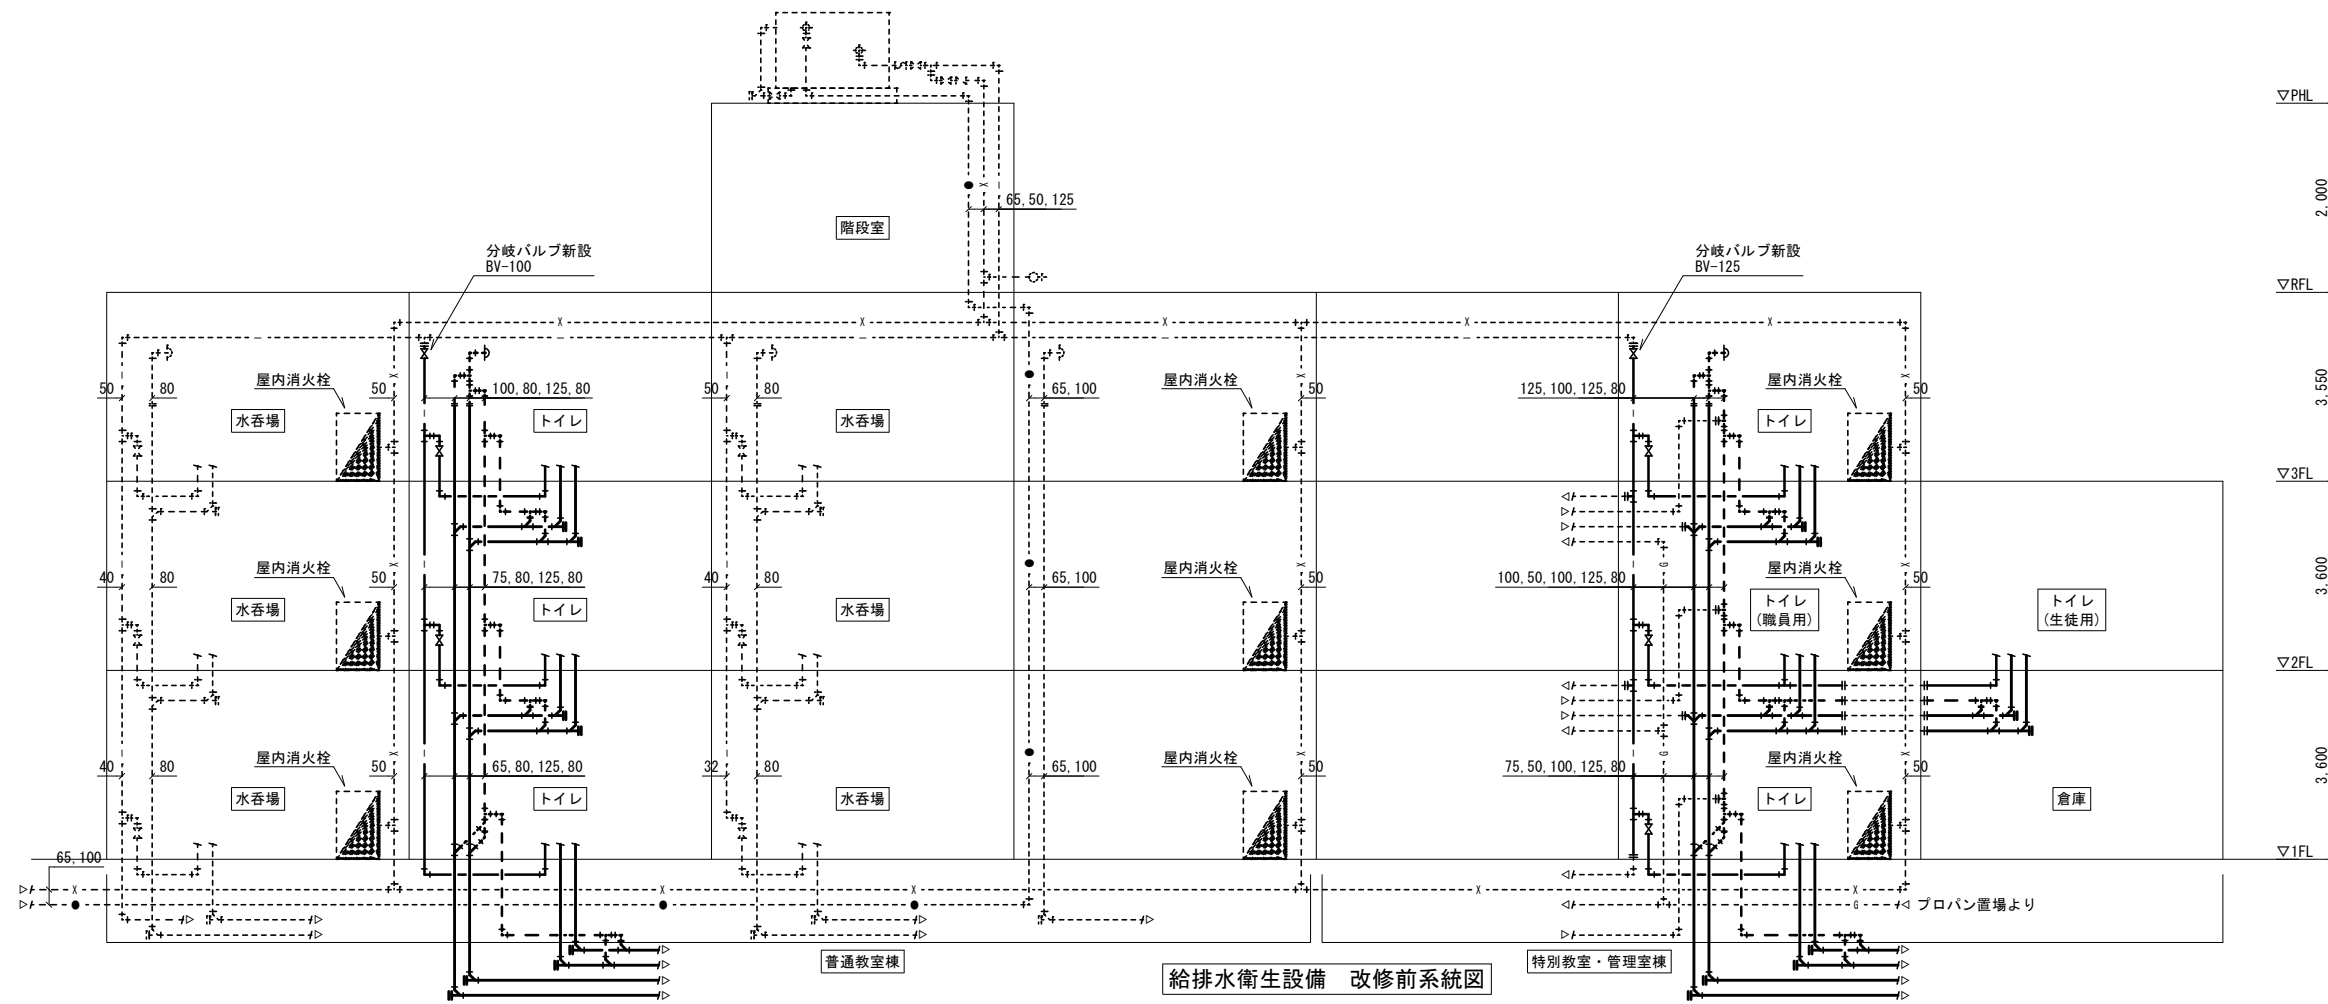 ▽PHL
2,000
65,50,125
階段室
分岐バルブ新設
BV-100
分岐バルブ新設
BV-125
▽RFL
3,550
50
80
屋内消火栓
50
100,80,125,80
50
80
65,100
屋内消火栓
50
125,100,125,80
屋内消火栓
50
水呑場
トイレ
水呑場
トイレ
▽3FL
3,600
40
80
屋内消火栓
50
75,80,125,80
40
80
65,100
屋内消火栓
50
100,50,100,125,80
屋内消火栓
50
水呑場
トイレ
水呑場
トイレ
(職員用)
トイレ
(生徒用)
▽2FL
3,600
40
80
屋内消火栓
50
65,80,125,80
32
80
65,100
屋内消火栓
50
75,50,100,125,80
屋内消火栓
50
水呑場
トイレ
水呑場
トイレ
倉庫
▽1FL
65,100
プロパン置場より
普通教室棟
特別教室・管理室棟
給排水衛生設備　改修前系統図